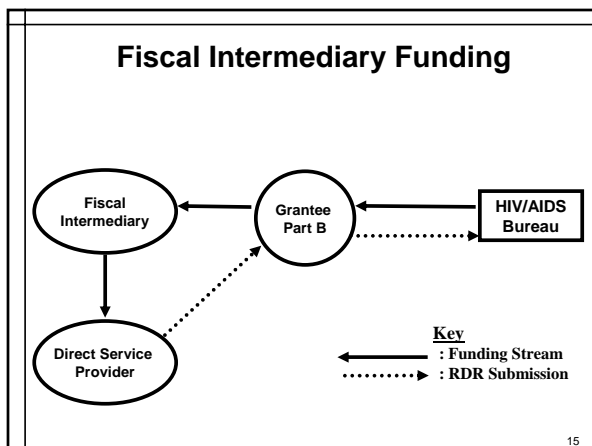 Fiscal Intermediary Funding
Fiscal
Intermediary
Grantee
Part B
HIV/AIDS
Bureau
Direct Service
Provider
Key
: Funding Stream
: RDR Submission
15